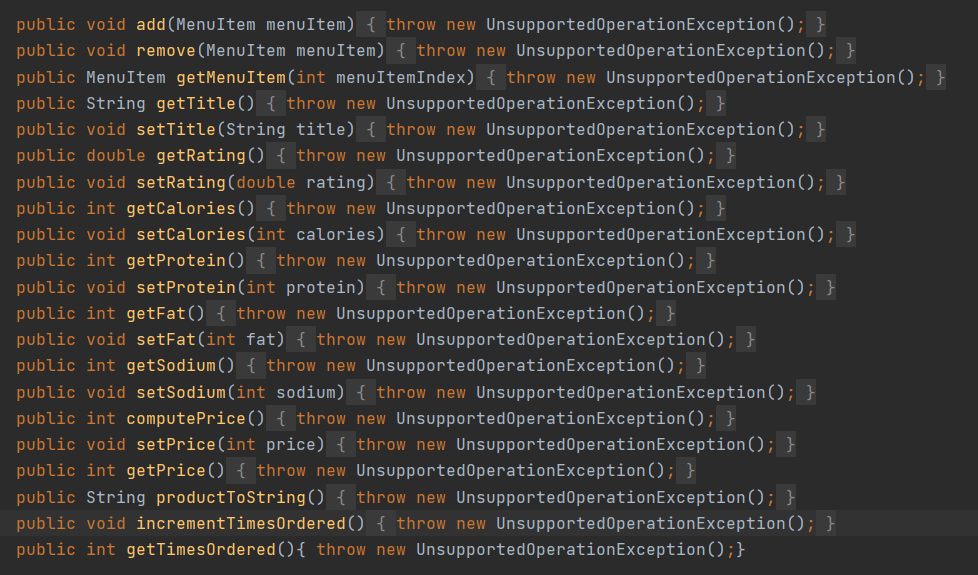 public void add(MenuItem menuItem) { throw new UnsupportedOperationException(); }
public void remove(MenuItem menuItem) { throw new UnsupportedOperationException(); }
public MenuItem getMenuItem(int menuItemIndex) { throw new UnsupportedOperationException(); }
public String getTitle() { throw new UnsupportedOperationException(); }
public void setTitle(String title) { throw new UnsupportedOperationException(); }
public double getRating() { throw new UnsupportedOperationException(); }
public void setRating(double rating) { throw new UnsupportedOperationException(); }
public int getCalories() { throw new UnsupportedOperationException(); }
public void setCalories(int calories) { throw new UnsupportedOperationException(); }
public int getProtein() { throw new UnsupportedOperationException(); }
public void setProtein(int protein) { throw new UnsupportedOperationException(); }
public int getFat() { throw new UnsupportedOperationException(); }
public void setFat(int fat) { throw new UnsupportedOperationException(); }
public int getSodium() { throw new UnsupportedOperationException(); }
public void setSodium(int sodium) { throw new UnsupportedOperationException(); }
public int computePrice() { throw new UnsupportedOperationException(); }
public void setPrice(int price) { throw new UnsupportedOperationException(); }
public int getPrice() { throw new UnsupportedOperationException(); }
public String productToString() { throw new UnsupportedOperationException(); }
public void incrementTimesOrdered() { throw new UnsupportedOperationException(); }
public int getTimesOrdered(){ throw new UnsupportedOperationException();}